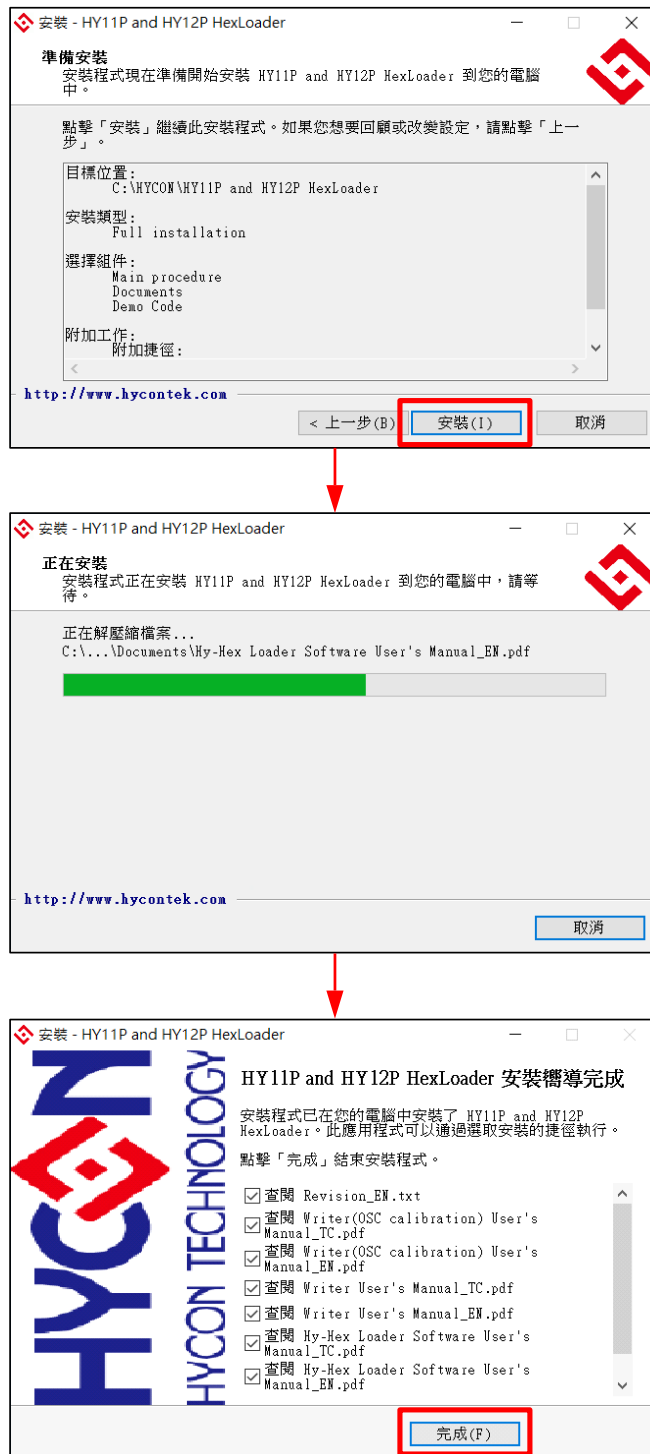 安裝 - HY11P and HY12P HexLoader
準備安裝
安裝程式現在準備開始安裝 HY11P and HY12P HexLoader 到您的電腦
中。
點擊「安裝」繼續此安裝程式。如果您想要回顧或改變設定，請點擊「上一
步」。
目標位置:
C:\HYCON\HY11P and HY12P HexLoader
安裝類型:
Full installation
選擇組件:
Main procedure
Documents
Demo Code
附加工作:
附加捷徑:
http://www.hycontek.com
< 上一步(B)
安裝(I)
取消
安裝 - HY11P and HY12P HexLoader
正在安裝
安裝程式正在安裝 HY11P and HY12P HexLoader 到您的電腦中，請等
待。
正在解壓縮檔案...
C:\...\Documents\Hy-Hex Loader Software User's Manual_EN.pdf
http://www.hycontek.com
取消
安裝 - HY11P and HY12P HexLoader
HYCON
HYCON TECHNOLOGY
HY11P and HY12P HexLoader 安裝嚮導完成
安裝程式已在您的電腦中安裝了 HY11P and HY12P
HexLoader。此應用程式可以通過選取安裝的捷徑執行。
點擊「完成」結束安裝程式。
查閱 Revision_EN.txt
查閱 Writer(OSC calibration) User's
Manual_TC.pdf
查閱 Writer(OSC calibration) User's
Manual_EN.pdf
查閱 Writer User's Manual_TC.pdf
查閱 Writer User's Manual_EN.pdf
查閱 Hy-Hex Loader Software User's
Manual_TC.pdf
查閱 Hy-Hex Loader Software User's
Manual_EN.pdf
完成(F)